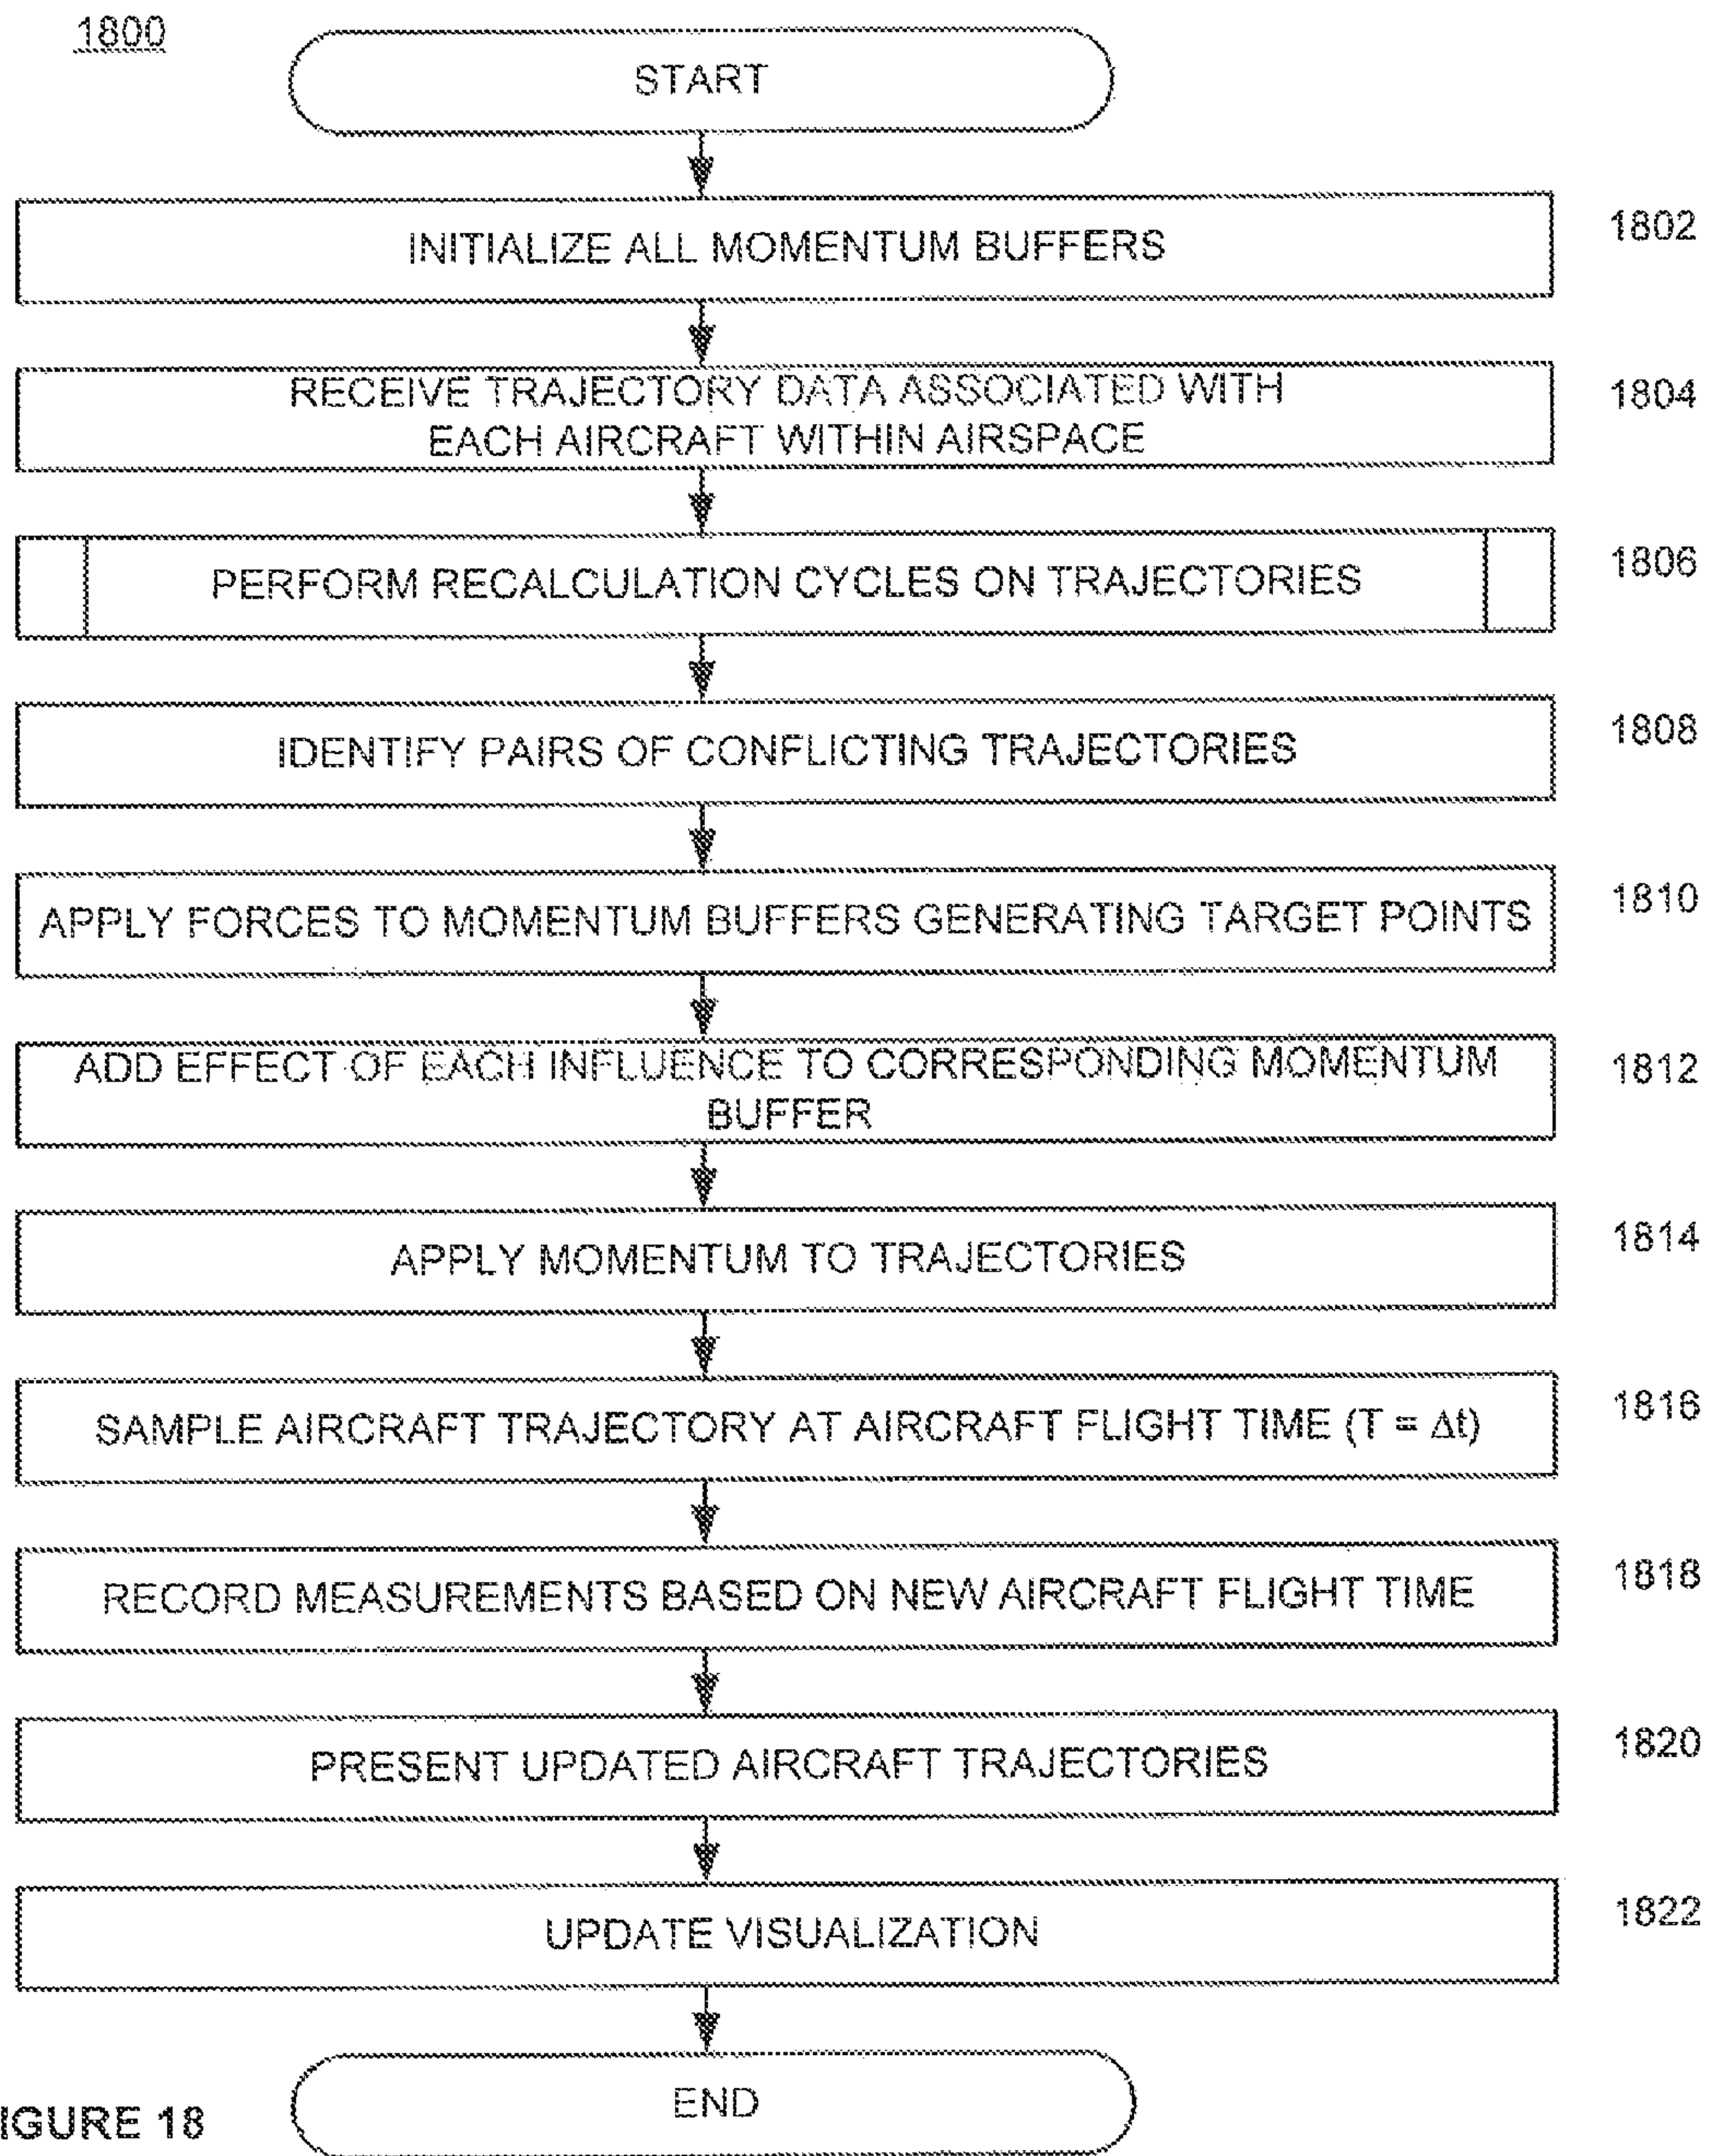 1800
START
INITIALIZE ALL MOMENTUM BUFFERS
1802
RECEIVE TRAJECTORY DATA ASSOCIATED WITH
EACH AIRCRAFT WITHIN AIRSPACE
1804
PERFORM RECALCULATION CYCLES ON TRAJECTORIES
1806
IDENTIFY PAIRS OF CONFLICTING TRAJECTORIES
1808
APPLY FORCES TO MOMENTUM BUFFERS GENERATING TARGET POINTS
1810
ADD EFFECT OF EACH INFLUENCE TO CORRESPONDING MOMENTUM
BUFFER
1812
APPLY MOMENTUM TO TRAJECTORIES
1814
SAMPLE AIRCRAFT TRAJECTORY AT AIRCRAFT FLIGHT TIME (T = Δt)
1816
RECORD MEASUREMENTS BASED ON NEW AIRCRAFT FLIGHT TIME
1818
PRESENT UPDATED AIRCRAFT TRAJECTORIES
1820
UPDATE VISUALIZATION
1822
END
IGURE 18